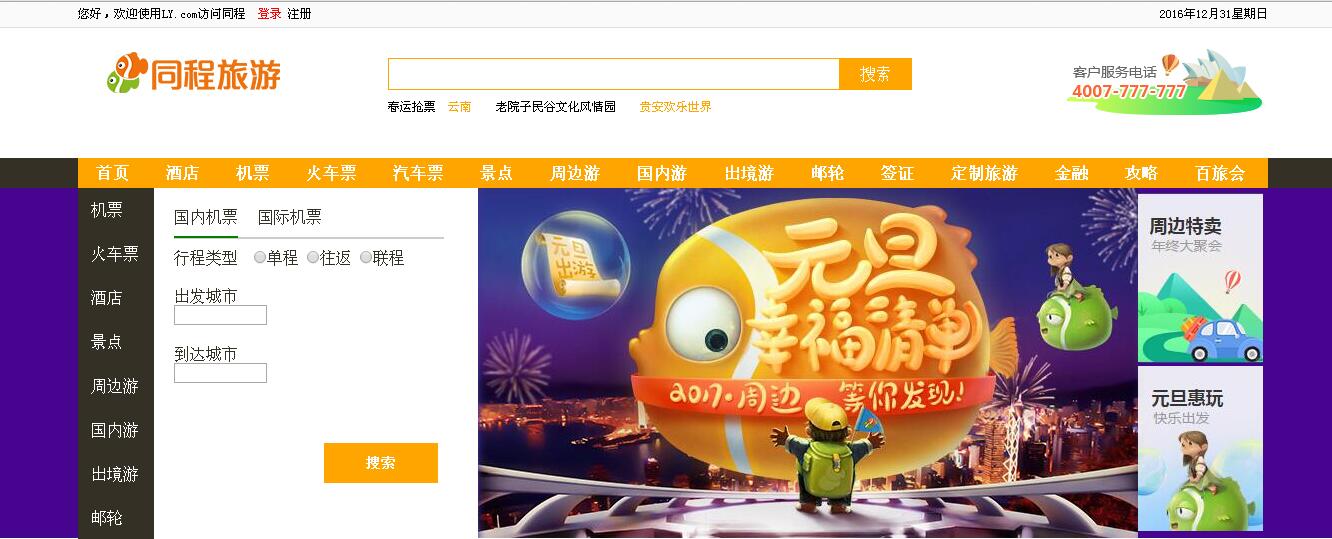 您好，欢迎使用LY.com访问同程 登录 注册
2016年12月31星期日
同程旅游
搜索
客户服务电话
4007-777-777
春运抢票 云南 老院子民谷文化风情园 贵安欢乐世界
首页 酒店 机票 火车票 汽车票 景点 周边游 国内游 出境游 邮轮 签证 定制旅游 金融 攻略 百旅会
机票
火车票
酒店
景点
周边游
国内游
出境游
邮轮
国内机票 国际机票
行程类型 单程 往返 联程
出发城市
到达城市
搜索
元旦
出游
元旦
幸福清单
2017·周边 等你发现!
周边特卖
年终大聚会
元旦惠玩
快乐出发